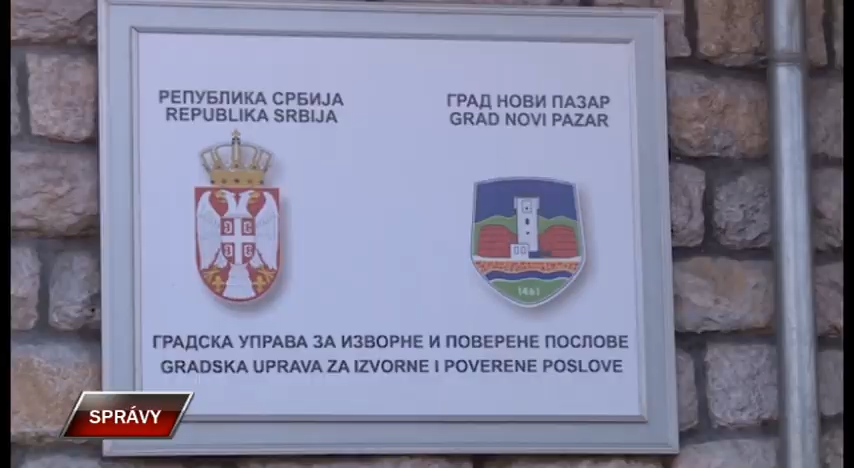 РЕПУБЛИКА СРБИЈА
REPUBLIKA SRBIJA
ГРАД НОВИ ПАЗАР
GRAD NOVI PAZAR
1461
ГРАДСКА УПРАВА ЗА ИЗВОРНЕ И ПОВЕРЕНЕ ПОСЛОВЕ
GRADSKA UPRAVA ZA IZVORNE I POVERENE POSLOVE
SPRÁVY